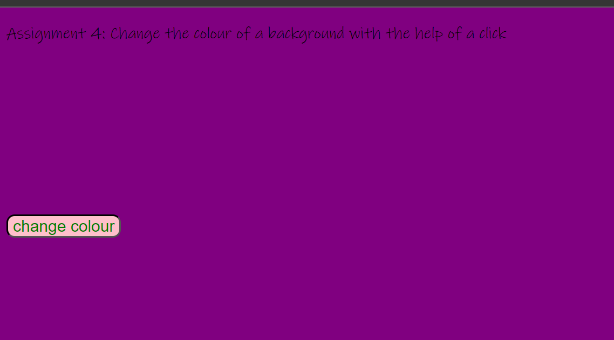 Assignment 4: Change the colour of a background with the help of a click
change colour